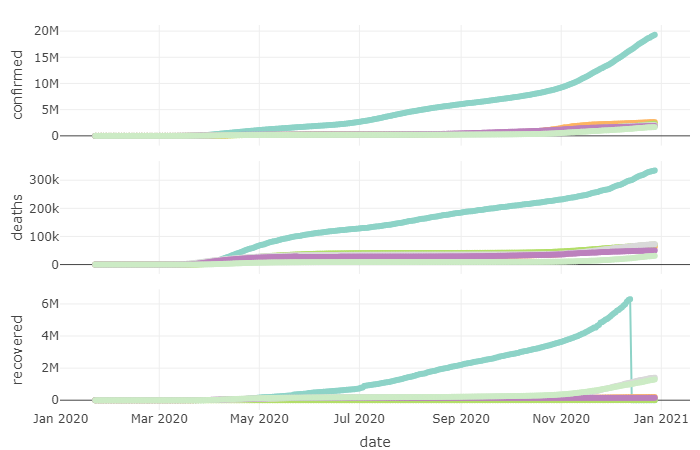 20M
15M
10M
5M
0
confirmed
300k
200k
100k
0
deaths
6M
4M
2M
0
recovered
Jan 2020 Mar 2020 May 2020 Jul 2020 Sep 2020 Nov 2020 Jan 2021
date